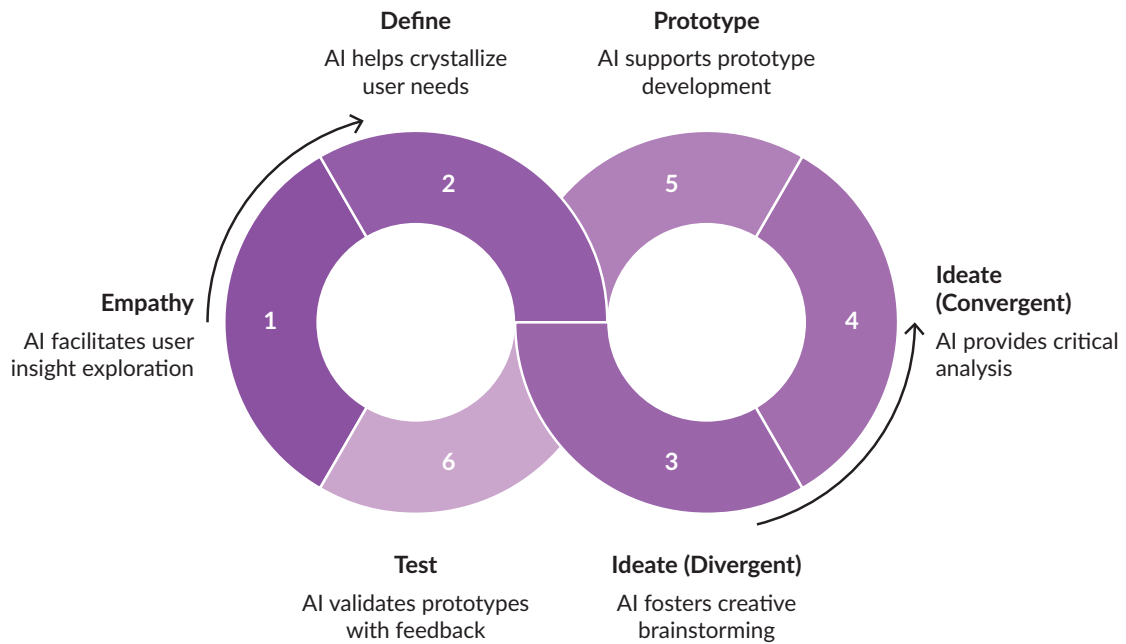 Define
AI helps crystallize
user needs
Prototype
AI supports prototype
development
2
5
Empathy
AI facilitates user
insight exploration
1
4
Ideate
(Convergent)
AI provides critical
analysis
6
3
Test
AI validates prototypes
with feedback
Ideate (Divergent)
AI fosters creative
brainstorming